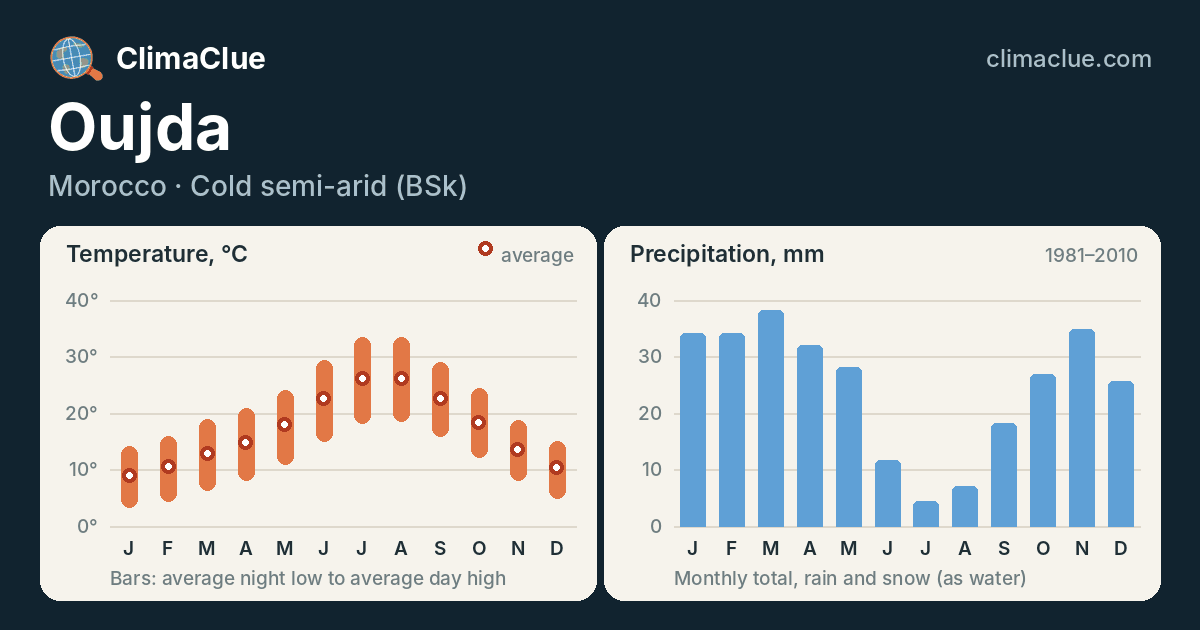 ClimaClue
climaclue.com
Oujda
Morocco · Cold semi-arid (BSk)
Temperature, °C
average
40°
30°
20°
10°
0°
J F M A M J J A S O N D
Bars: average night low to average day high
Precipitation, mm
1981–2010
40
30
20
10
0
J F M A M J J A S O N D
Monthly total, rain and snow (as water)